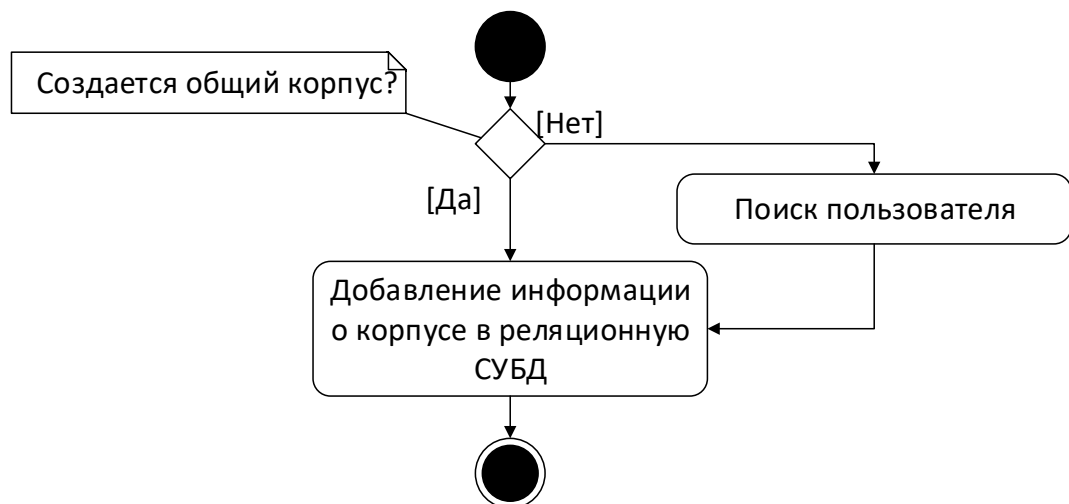 Создается общий корпус?
[Нет]
[Да]
Поиск пользователя
Добавление информации
о корпусе в реляционную
СУБД